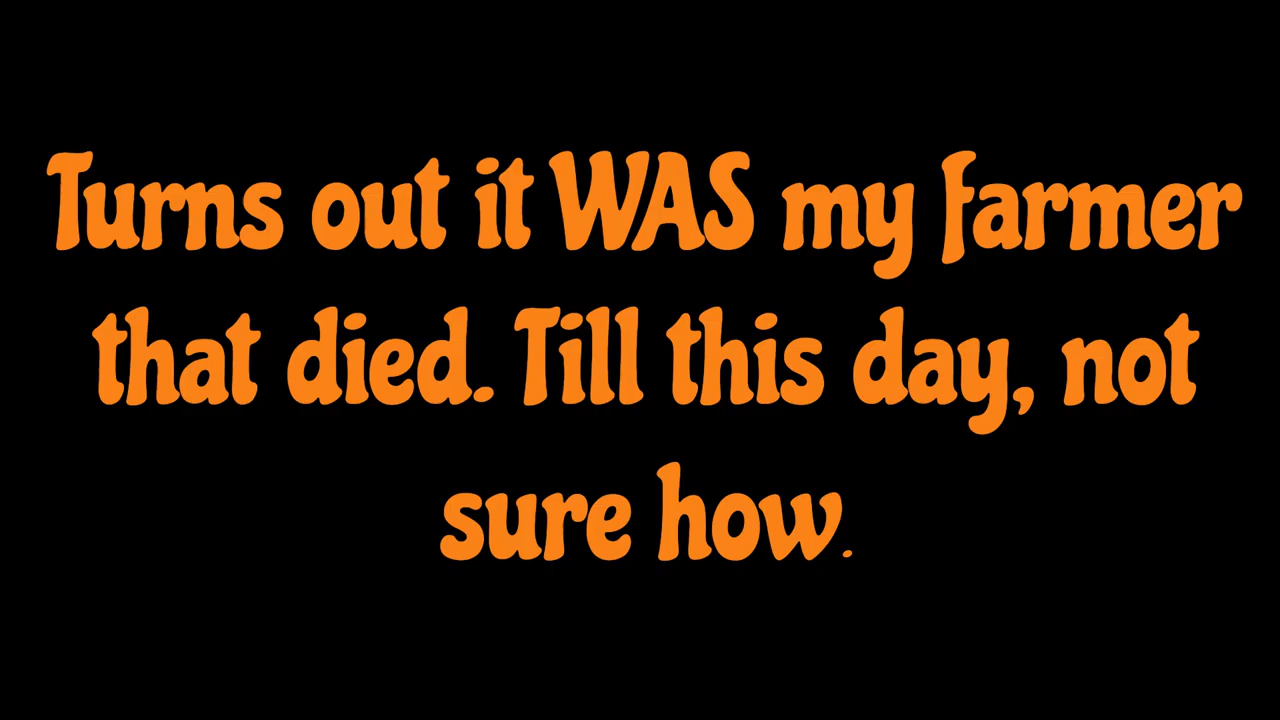 Turns out it WAS my farmer
that died. Till this day, not
sure how.